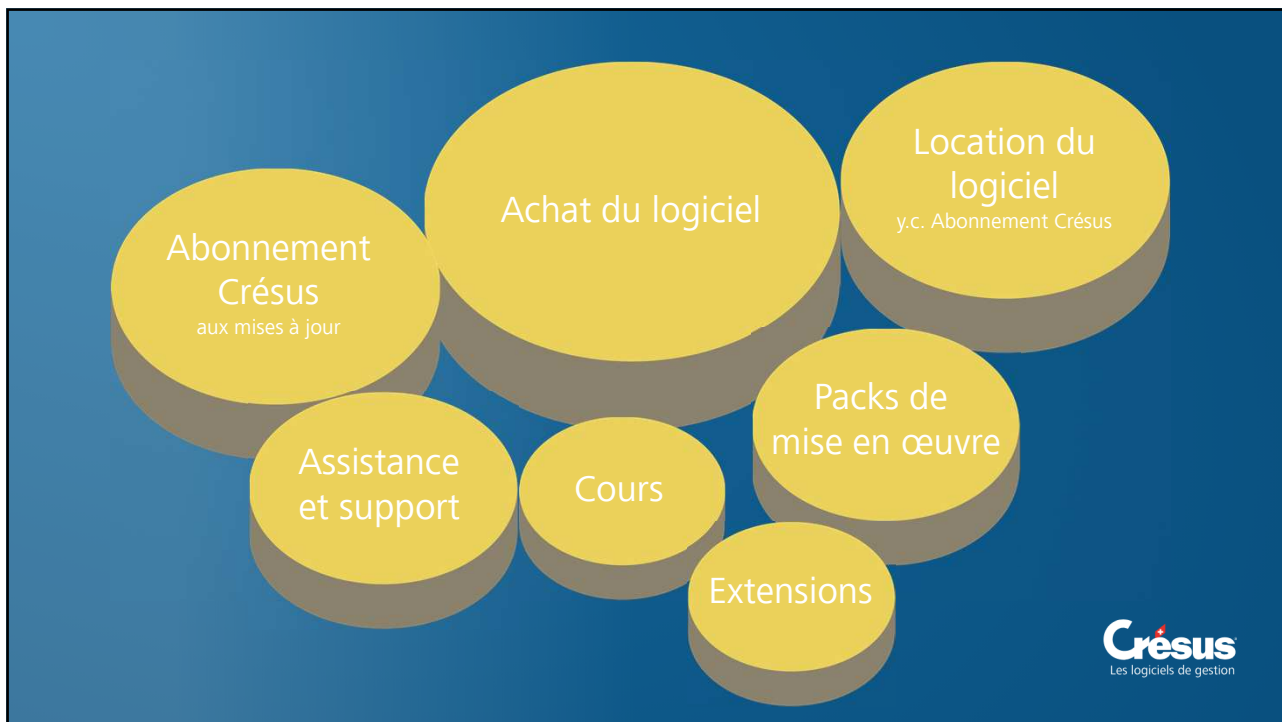 Achat du logiciel
Location du
logiciel
y.c. Abonnement Crésus
Abonnement
Crésus
aux mises à jour
Packs de
mise en œuvre
Assistance
et support
Cours
Extensions
Crésus
Les logiciels de gestion